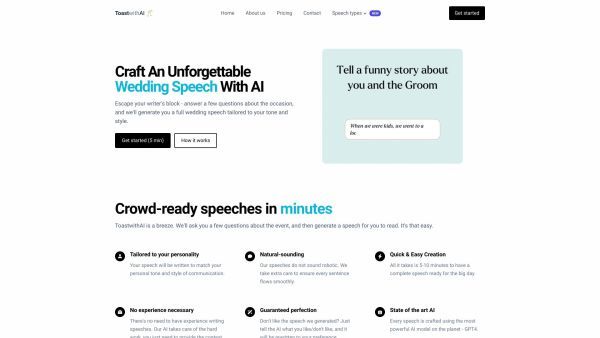 ToastwithAI
Home About us Pricing Contact Speech types NEW
Get started
Craft An Unforgettable
Wedding Speech With AI
Escape your writer's block - answer a few questions about the occasion,
and we'll generate you a full wedding speech tailored to your tone and
style.
Get started (5 min) How it works
Tell a funny story about
you and the Groom
When we were kids, we went to a
loc
Crowd-ready speeches in minutes
ToastwithAI is a breeze. We'll ask you a few questions about the event, and then generate a speech for you to read. It's that easy.
Tailored to your personality
Your speech will be written to match your
personal tone and style of communication.
Natural-sounding
Our speeches do not sound robotic. We
take extra care to ensure every sentence
flows smoothly.
Quick & Easy Creation
All it takes is 5-10 minutes to have a
complete speech ready for the big day.
No experience necessary
There's no need to have experience writing
speeches. Our AI takes care of the hard
work, you just need to provide the
Guaranteed perfection
Don't like the speech we generated? Just
tell the AI what you like/don't like, and it
State of the art AI
Every speech is crafted using the most
powerful AI model on the planet - GPT4.